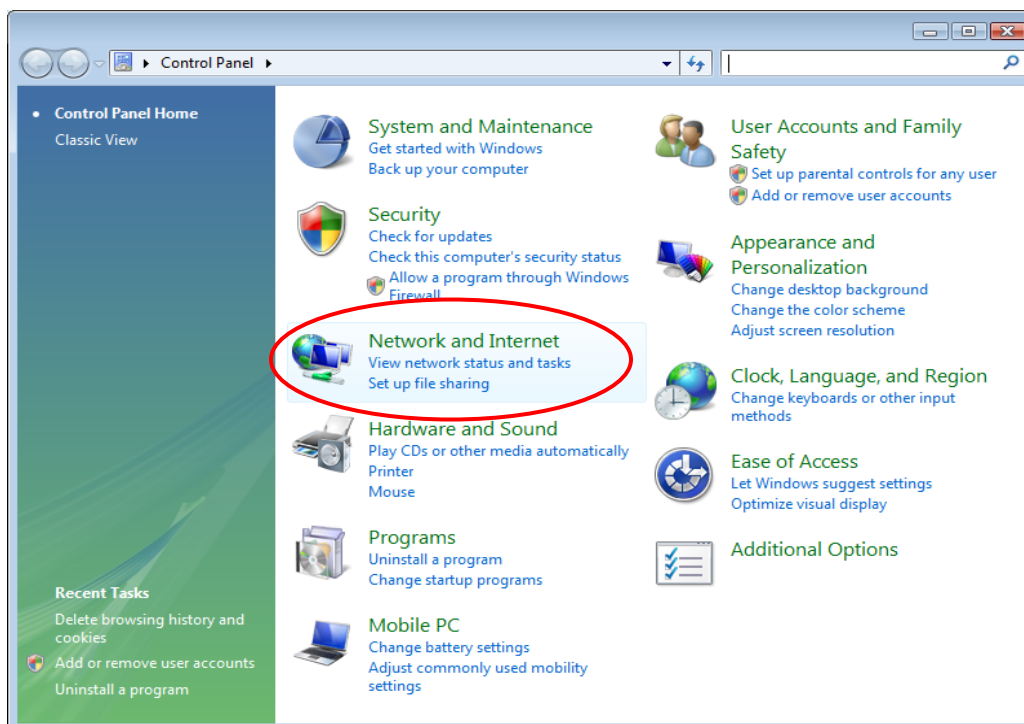 Control Panel
Control Panel Home
Classic View
Recent Tasks
Delete browsing history and
cookies
Add or remove user accounts
Uninstall a program
System and Maintenance
Get started with Windows
Back up your computer
Security
Check for updates
Check this computer's security status
Allow a program through Windows
Firewall
Network and Internet
View network status and tasks
Set up file sharing
Hardware and Sound
Play CDs or other media automatically
Printer
Mouse
Programs
Uninstall a program
Change startup programs
Mobile PC
Change battery settings
Adjust commonly used mobility
settings
User Accounts and Family
Safety
Set up parental controls for any user
Add or remove user accounts
Appearance and
Personalization
Change desktop background
Change the color scheme
Adjust screen resolution
Clock, Language, and Region
Change keyboards or other input
methods
Ease of Access
Let Windows suggest settings
Optimize visual display
Additional Options